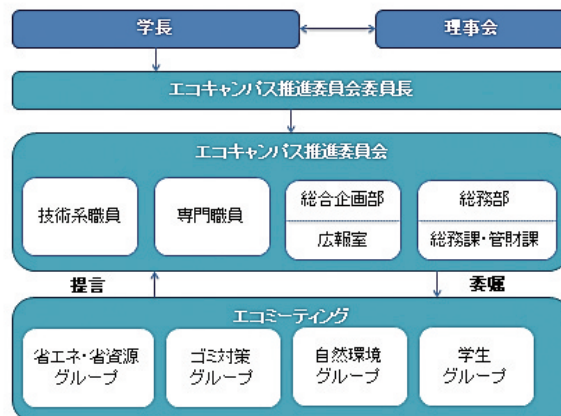 学長
理事会
エコキャンパス推進委員会委員長
エコキャンパス推進委員会
技術系職員
専門職員
総合企画部
広報室
総務部
総務課・管財課
提言
委嘱
エコミーティング
省エネ・省資源
グループ
ゴミ対策
グループ
自然環境
グループ
学生
グループ